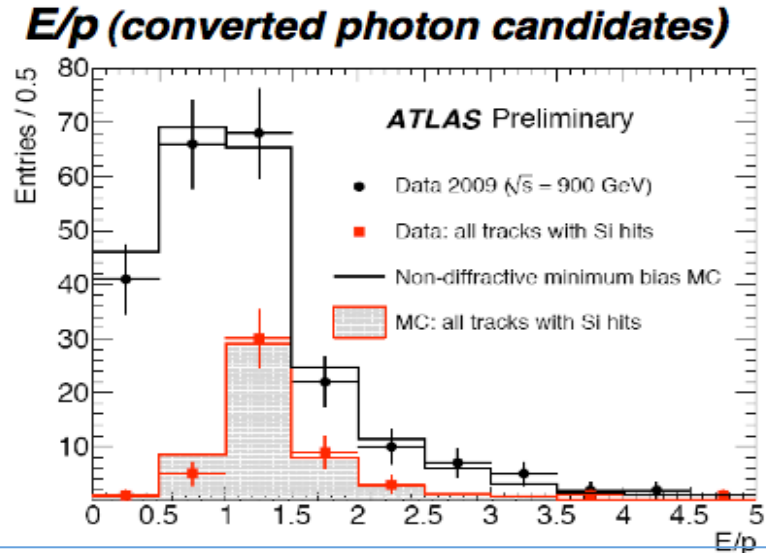 E/p (converted photon candidates)
Entries / 0.5
80
70
60
50
40
30
20
10
ATLAS Preliminary
Data 2009 (√s = 900 GeV)
Data: all tracks with Si hits
Non-diffractive minimum bias MC
MC: all tracks with Si hits
0 0.5 1 1.5 2 2.5 3 3.5 4 4.5 5
E/p